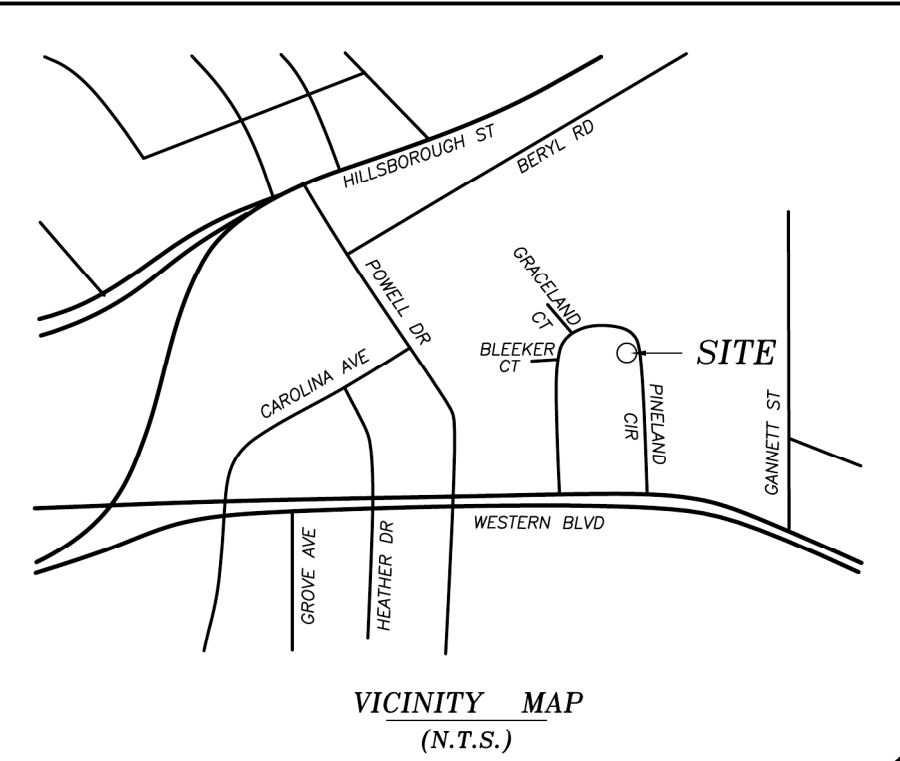 HILLSBOROUGH ST
BERYL RD
POWELL DR
GRACELAND
CT
BLEEKER
CT
SITE
CAROLINA AVE
PINELAND
CIR
GANNETT ST
WESTERN BLVD
GROVE AVE
HEATHER DR
VICINITY MAP
(N.T.S.)